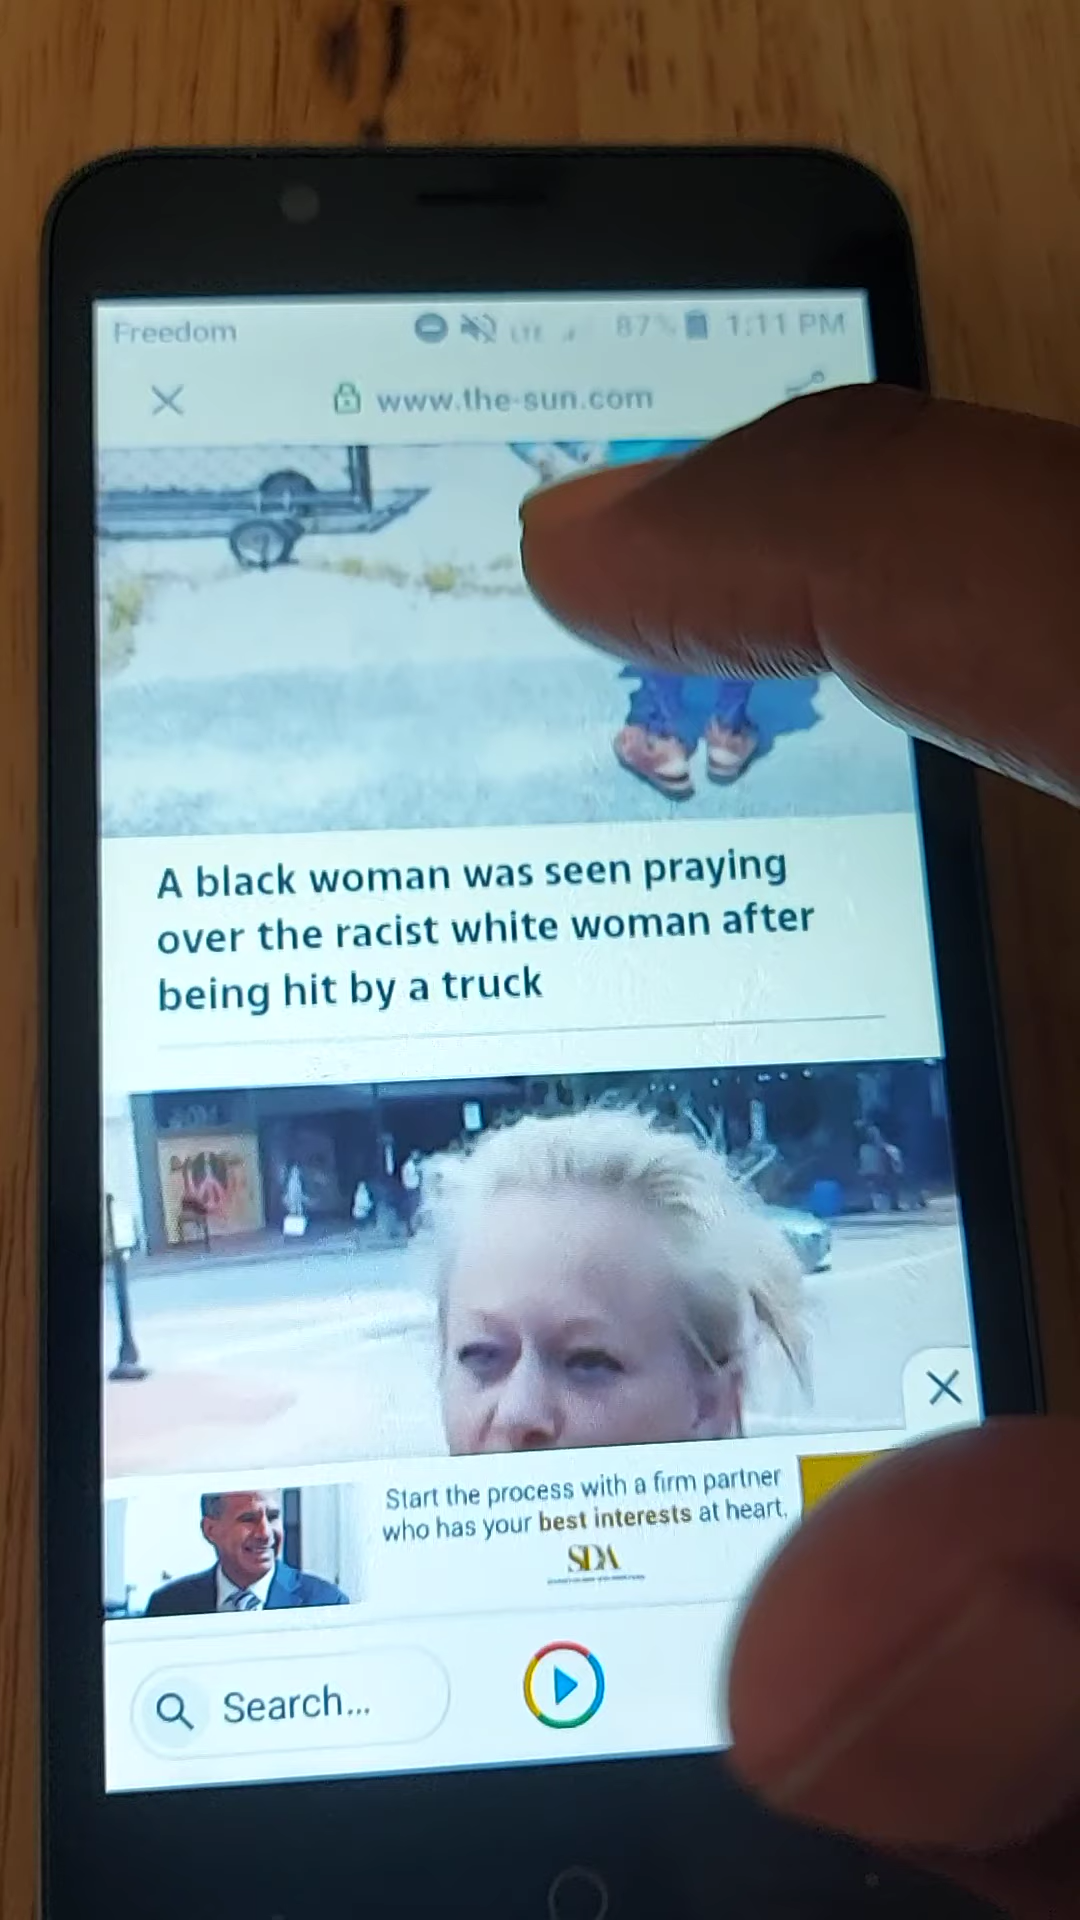 Freedom
LTE 87% 1:11 PM
www.the-sun.com
A black woman was seen praying
over the racist white woman after
being hit by a truck
Start the process with a firm partner
who has your best interests at heart.
SDA
Search...